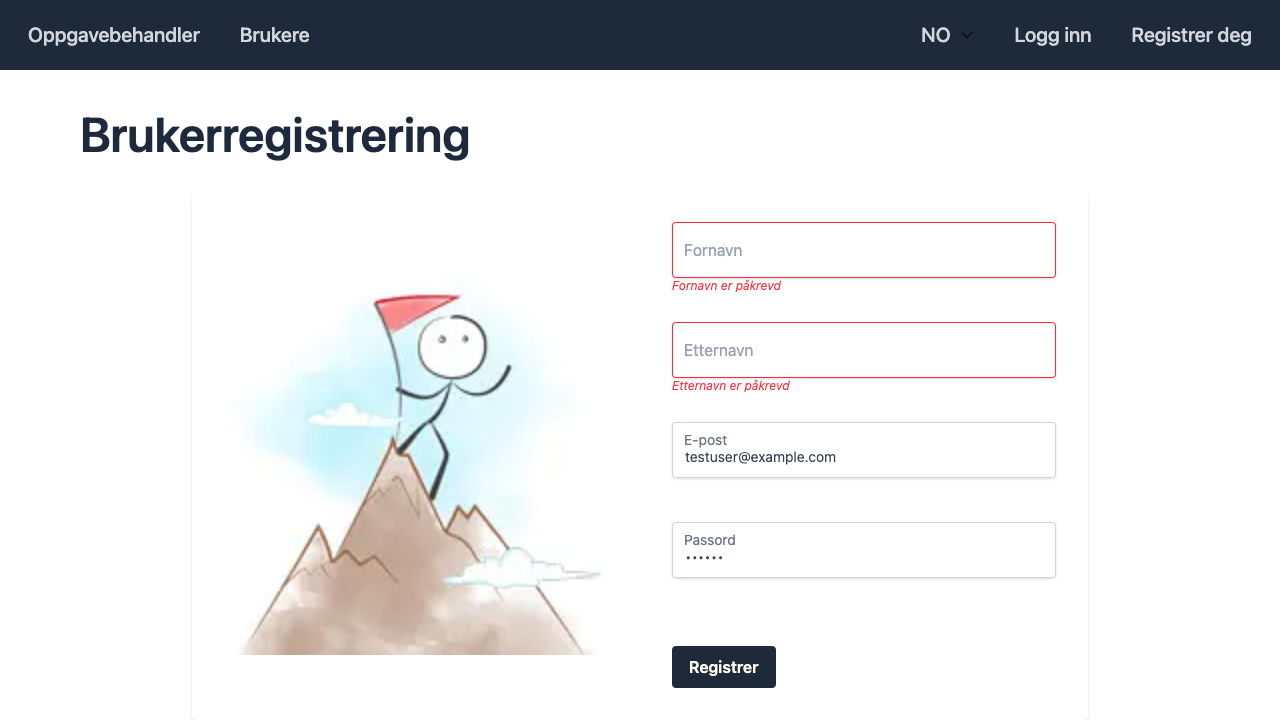 Oppgavebehandler
Brukere
NO
Logg inn
Registrer deg
Brukerregistrering
Fornavn
Fornavn er påkrevd
Etternavn
Etternavn er påkrevd
E-post
testuser@example.com
Passord
••••••
Registrer